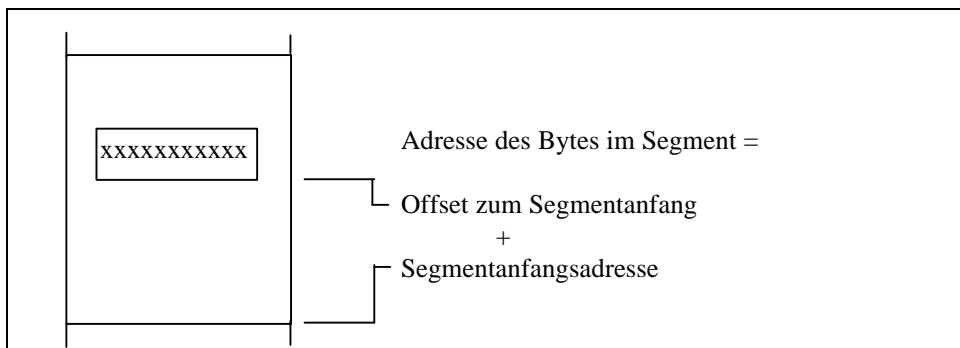 xxxxxxxxxxx
Adresse des Bytes im Segment =
Offset zum Segmentanfang
+
Segmentanfangsadresse